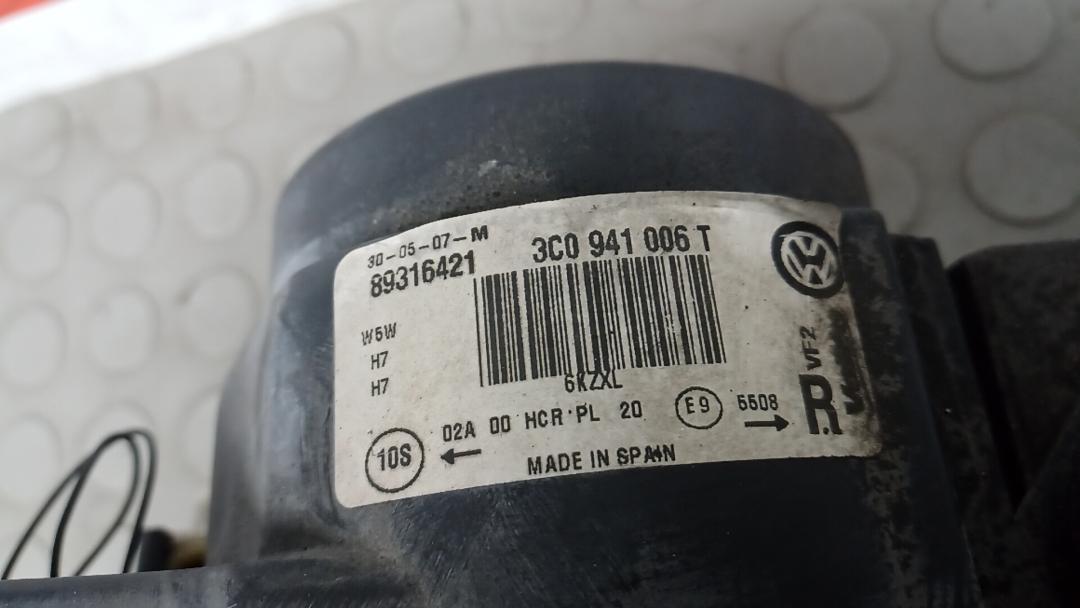 30-05-07-M
89316421
3C0 941 006 T
W5W
H7
H7
6KZXL
VF2
R
10S
02A 00 HCR PL 20
E9
5508
MADE IN SPAIN